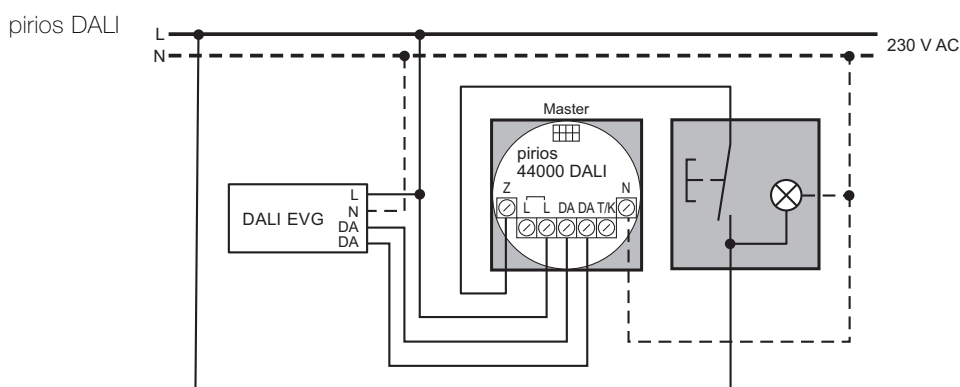 pirios DALI
L
N
230 V AC
Master
pirios
44000 DALI
Z
N
L L DA DA T/K
DALI EVG
L
N
DA
DA